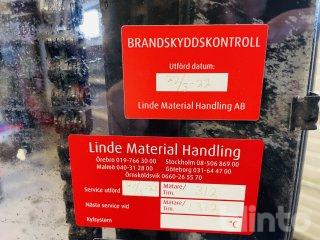 BRANDSKYDDSKONTROLL
Utförd datum:
Linde Material Handling AB
Linde Material Handling
Örebro 019-766 30 00 Stockholm 08-506 869 00
Malmö 040-31 28 00 Göteborg 031-64 47 00
Örnsköldsvik 0660-26 55 70
Service utförd Mätare/
Tim. 312
Nästa service vid Mätare/
Tim.
Kylsystem °C
Klinto